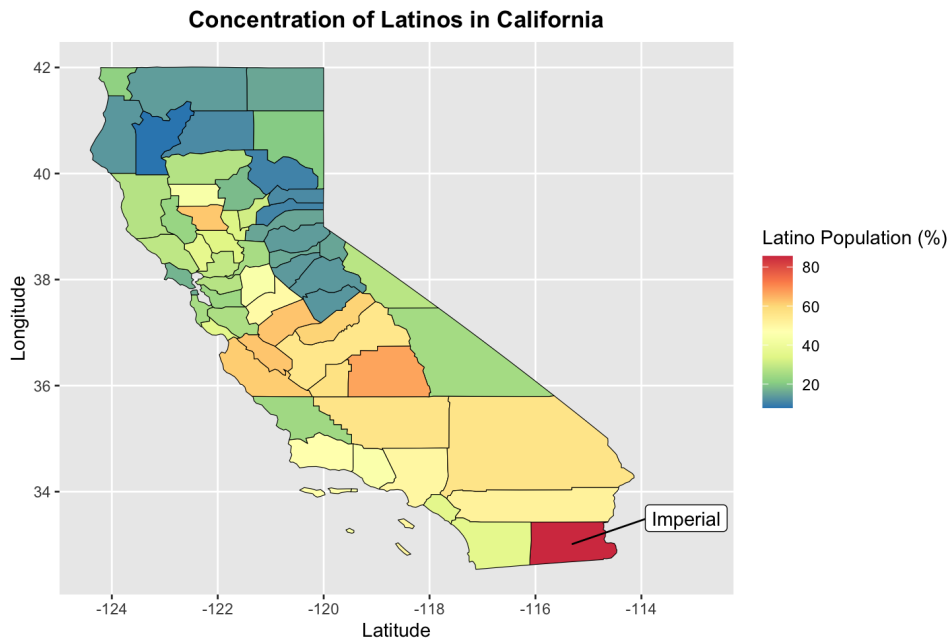 Concentration of Latinos in California
42
40
38
36
34
Longitude
-124 -122 -120 -118 -116 -114
Latitude
Latino Population (%)
80
60
40
20
Imperial